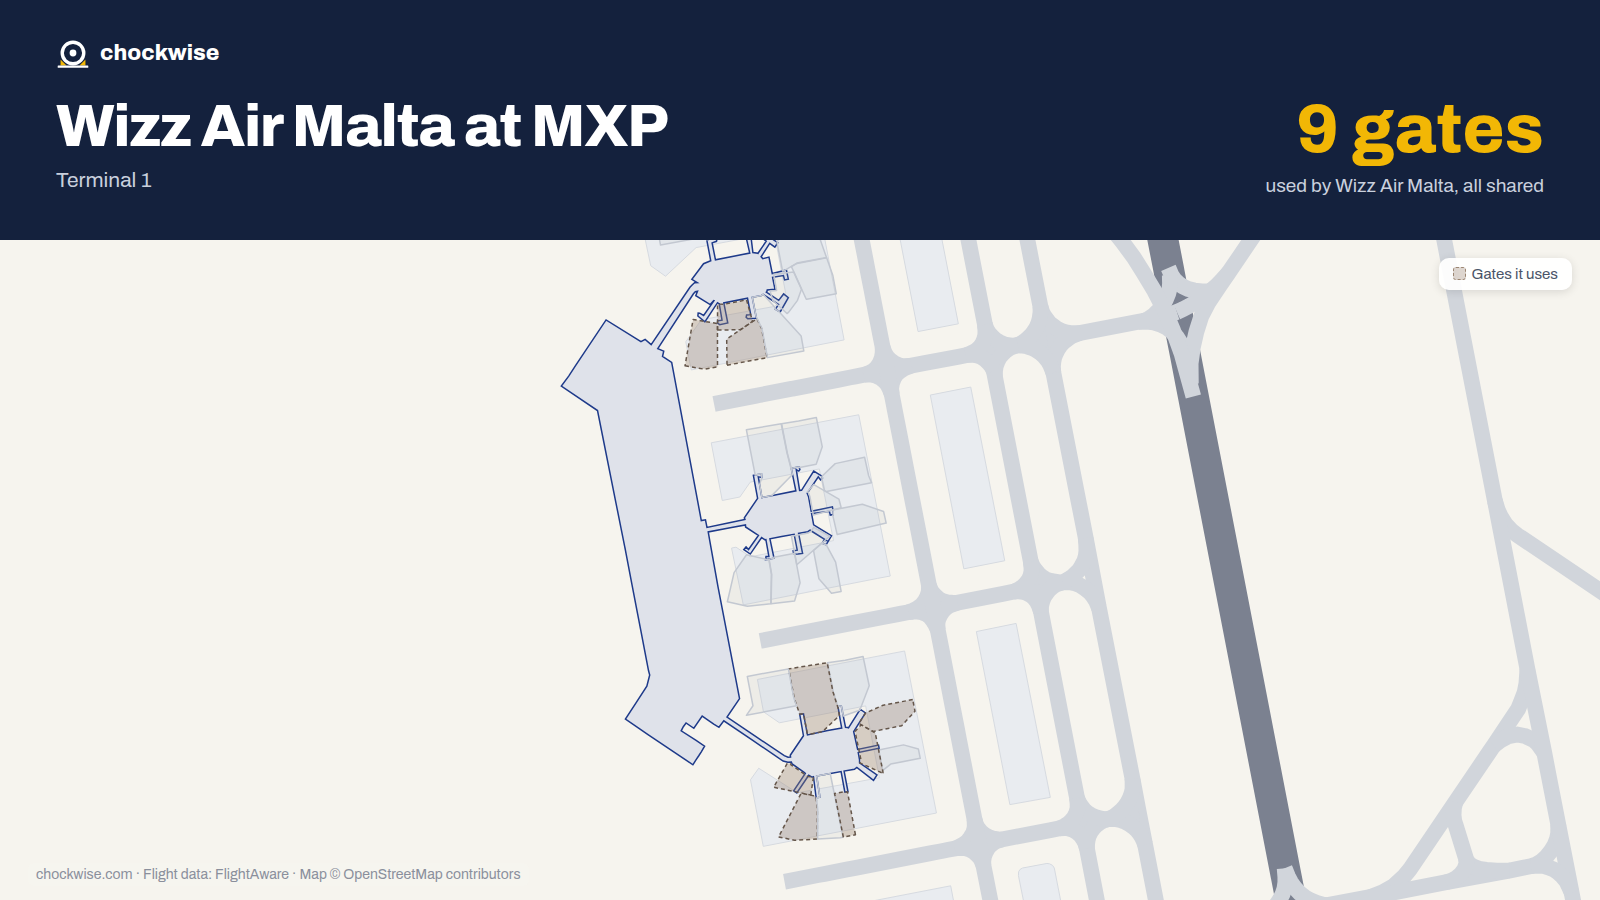 chockwise
Wizz Air Malta at MXP
Terminal 1
9 gates
used by Wizz Air Malta, all shared
Gates it uses
chockwise.com · Flight data: FlightAware · Map © OpenStreetMap contributors